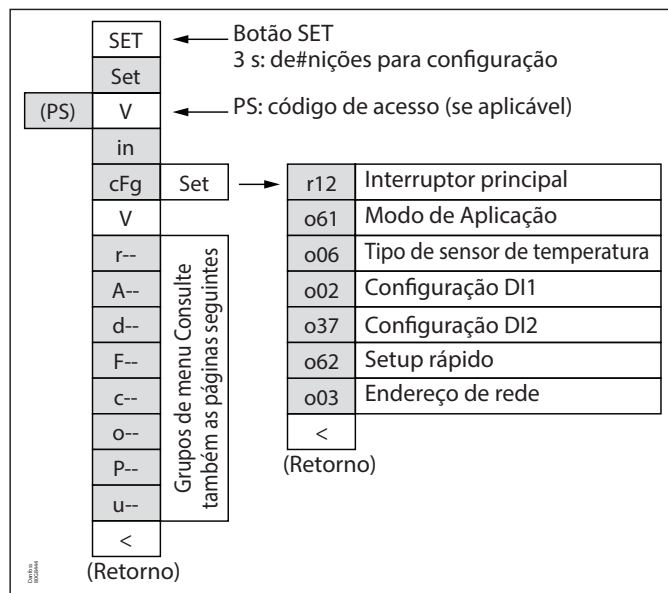 SET
Botão SET
3 s: de#nições para configuração
Set
(PS) V
PS: código de acesso (se aplicável)
in
cFg Set
V
r--
A--
d--
F--
c--
o--
P--
u--
<
(Retorno)
Grupos de menu Consulte
também as páginas seguintes
r12 Interruptor principal
o61 Modo de Aplicação
o06 Tipo de sensor de temperatura
o02 Configuração DI1
o37 Configuração DI2
o62 Setup rápido
o03 Endereço de rede
<
(Retorno)
Danfoss